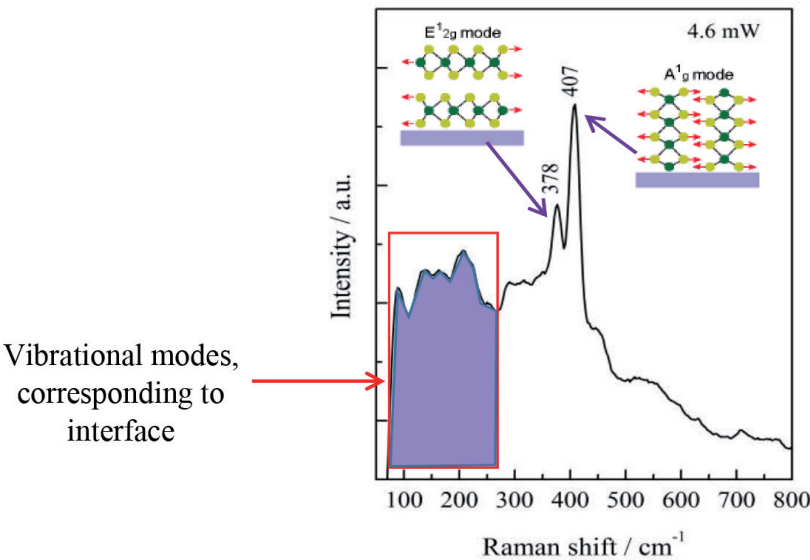 E¹2g mode
4.6 mW
407
A¹g mode
378
Intensity / a.u.
Vibrational modes,
corresponding to
interface
100 200 300 400 500 600 700 800
Raman shift / cm⁻¹